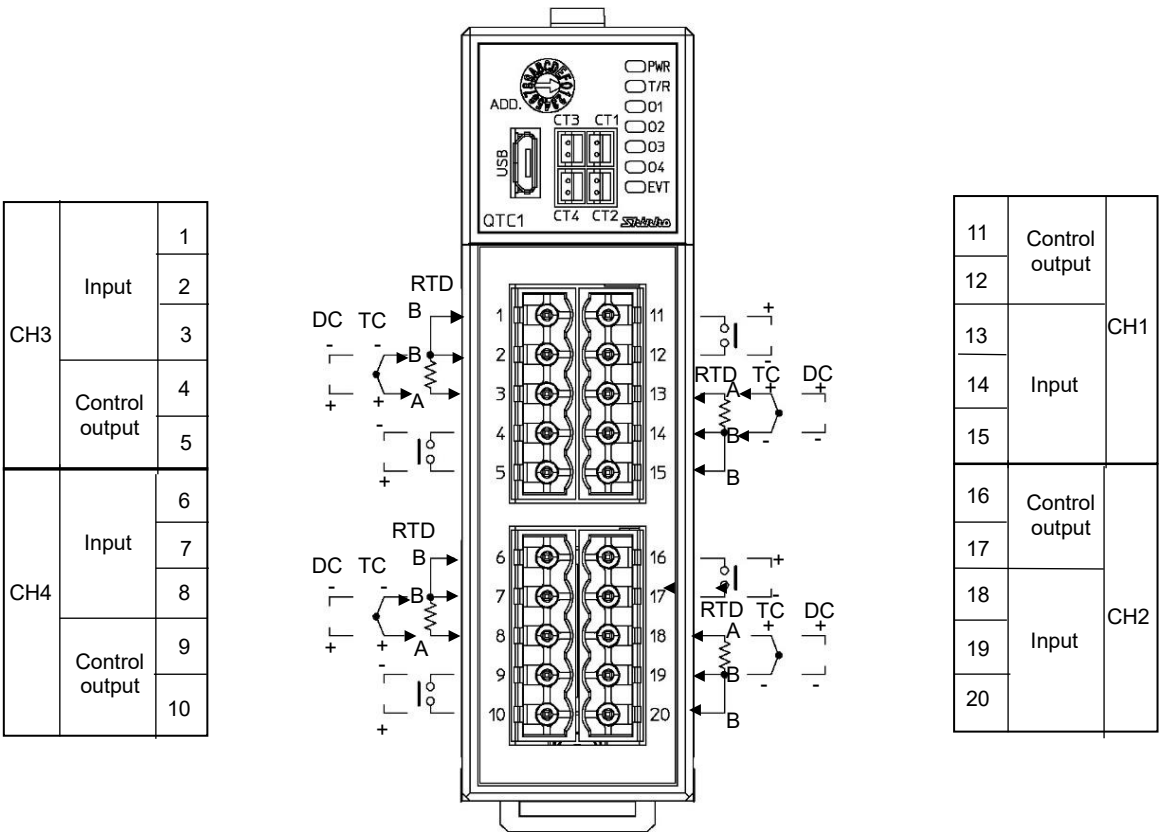 PWR
T/R
ADD.
O1
CT3 CT1
O2
O3
USB
O4
EVT
QTC1
CT4 CT2
Shinko
CH3
Input
1
2
3
Control
output
4
5
CH4
Input
6
7
8
Control
output
9
10
RTD
B
DC TC
- -
B
+ + A
-
+
1
2
3
4
5
RTD
B
DC TC
- -
B
+ + A
-
+
6
7
8
9
10
11
12
13
14
15
+
-
RTD A TC DC
+ +
B - -
B
16
17
18
19
20
+
-
RTD TC DC
A + +
B - -
B
11
12
Control
output
13
14
15
Input
CH1
16
17
Control
output
18
19
20
Input
CH2